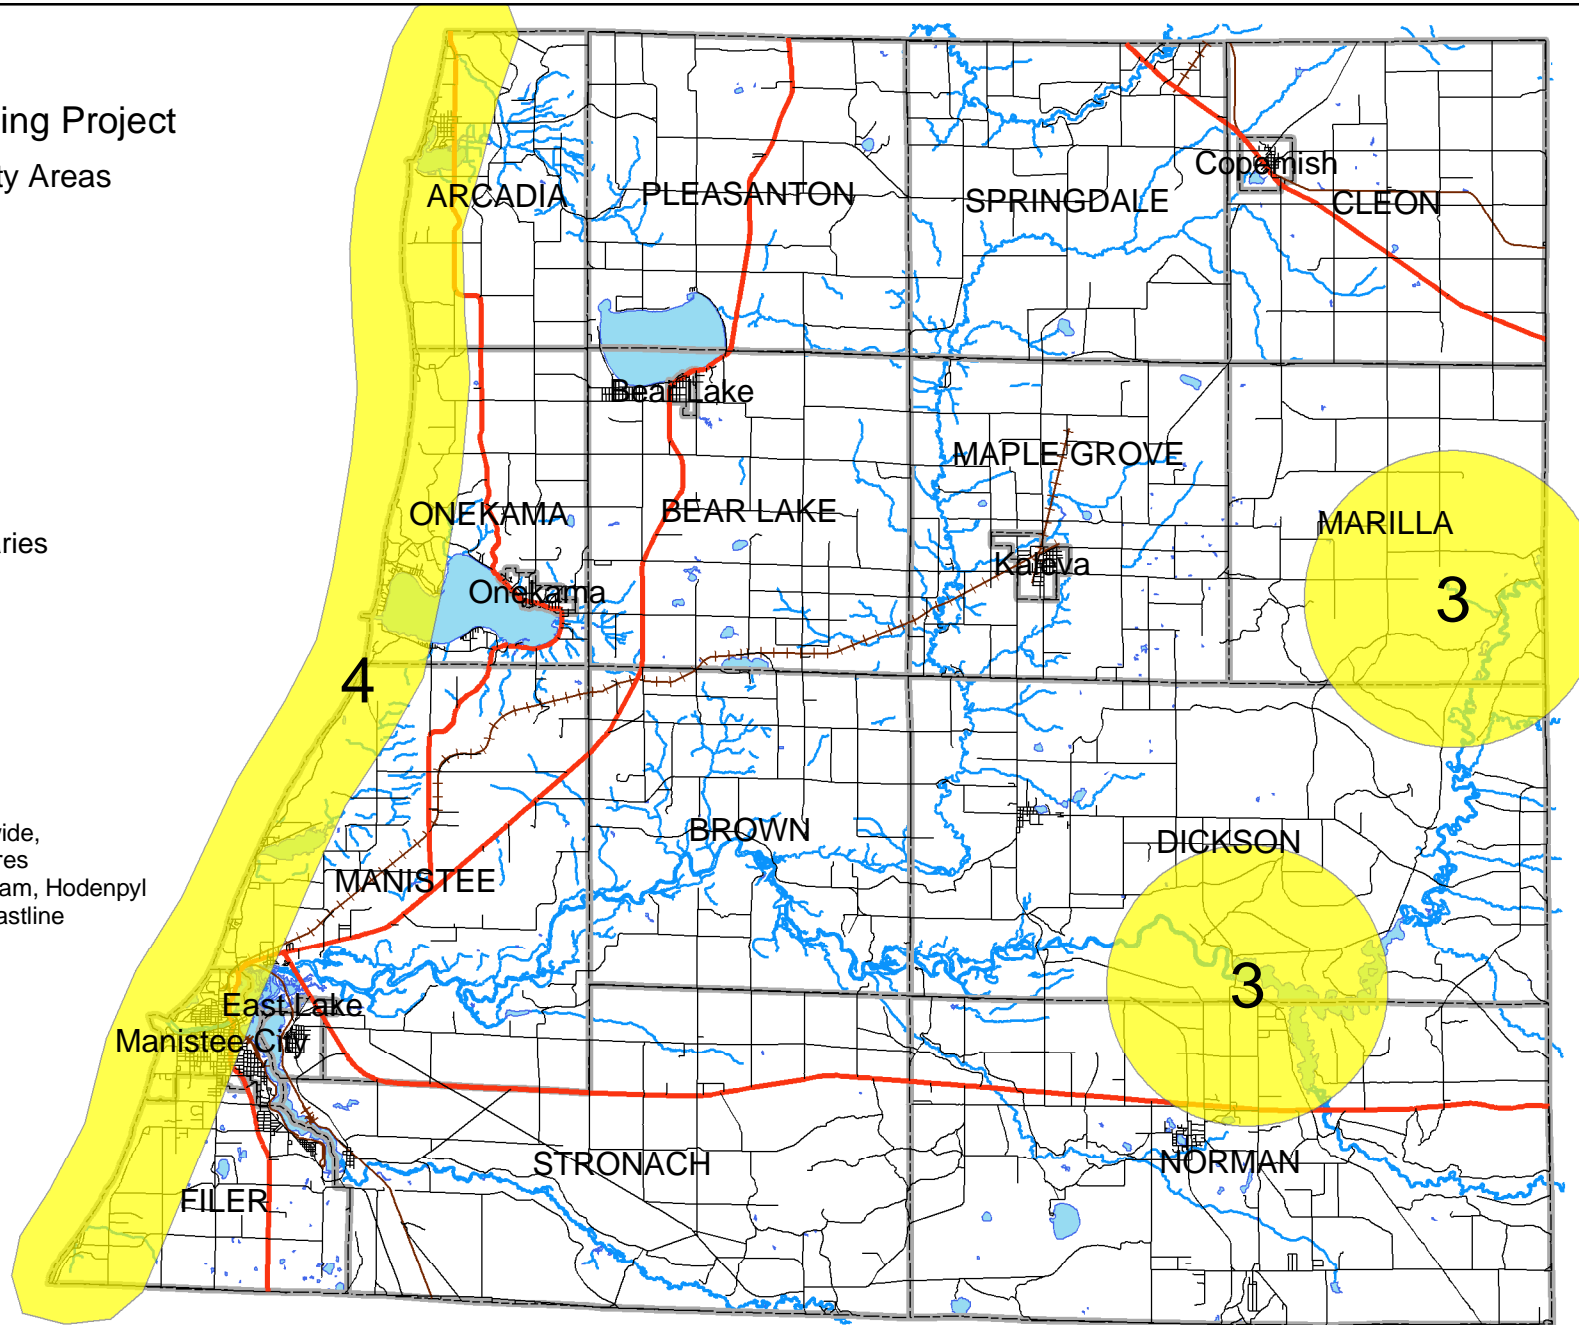 ing Project
ty Areas
ARCADIA
PLEASANTON
SPRINGDALE
Copemish
CLEON
Bear Lake
MAPLE GROVE
ONEKAMA
BEAR LAKE
MARILLA
ries
Kaleva
Onekama
3
4
ide,
res
am, Hodenpyl
astline
BROWN
DICKSON
MANISTEE
3
East Lake
Manistee City
STRONACH
NORMAN
FILER